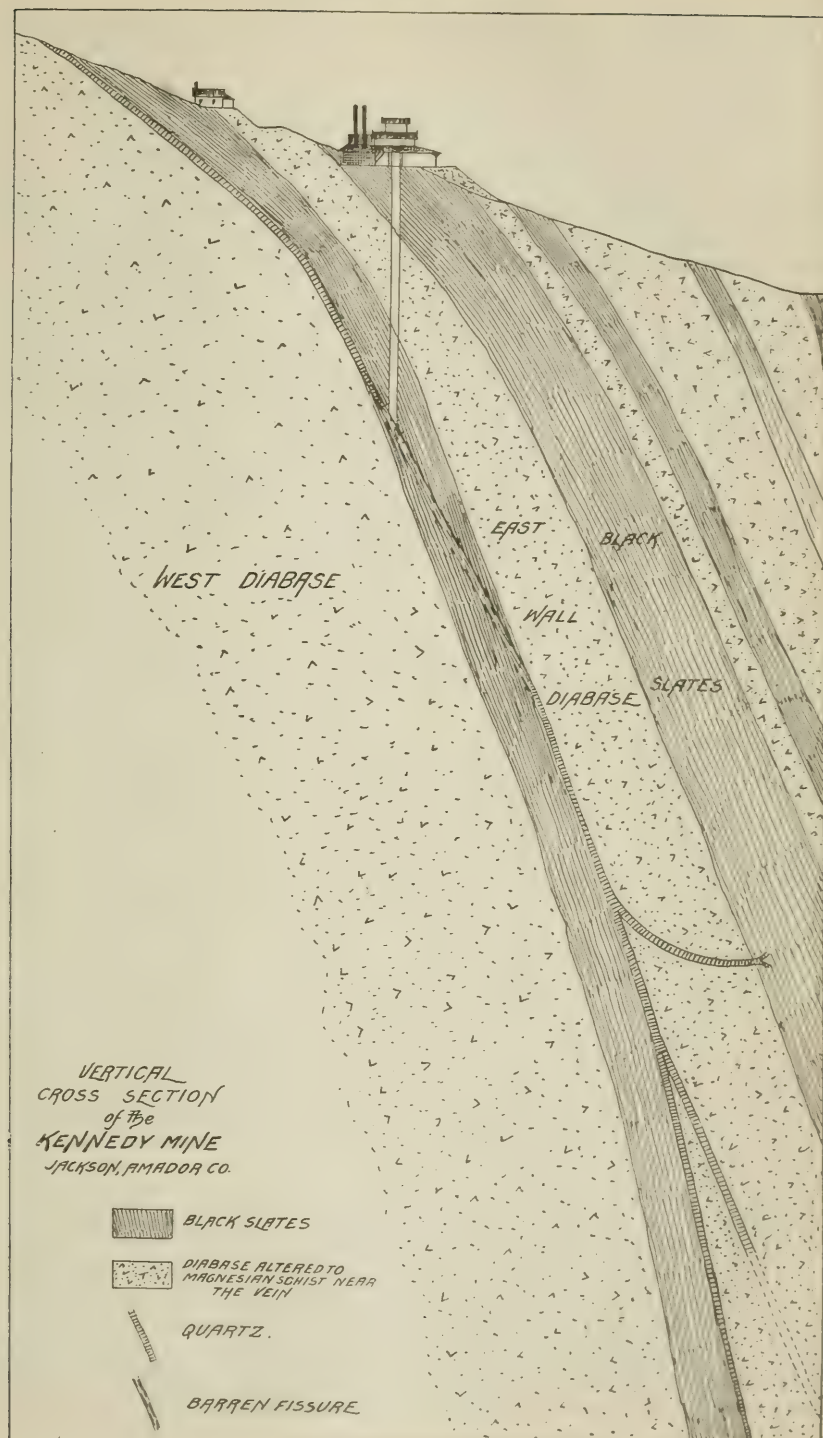 WEST DIABASE
EAST
WALL
DIABASE
BLACK
SLATES
VERTICAL
CROSS SECTION
of the
KENNEDY MINE
JACKSON, AMADOR CO.
BLACK SLATES
DIABASE ALTERED TO
MAGNESIAN SCHIST NEAR
THE VEIN
QUARTZ.
BARREN FISSURE